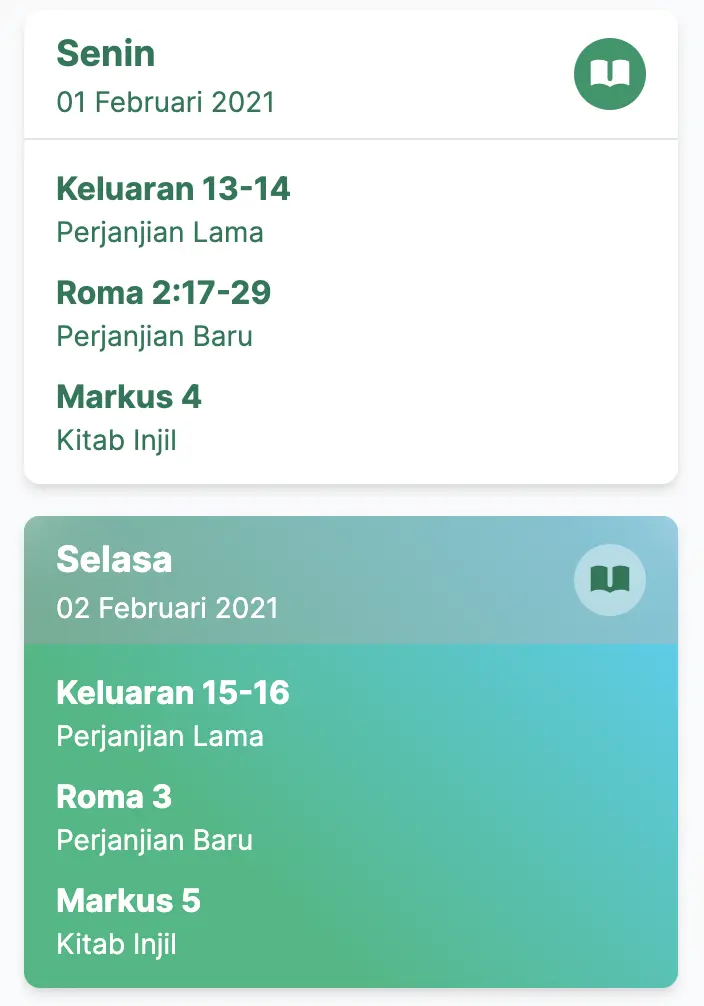 Senin
01 Februari 2021
Keluaran 13-14
Perjanjian Lama
Roma 2:17-29
Perjanjian Baru
Markus 4
Kitab Injil
Selasa
02 Februari 2021
Keluaran 15-16
Perjanjian Lama
Roma 3
Perjanjian Baru
Markus 5
Kitab Injil